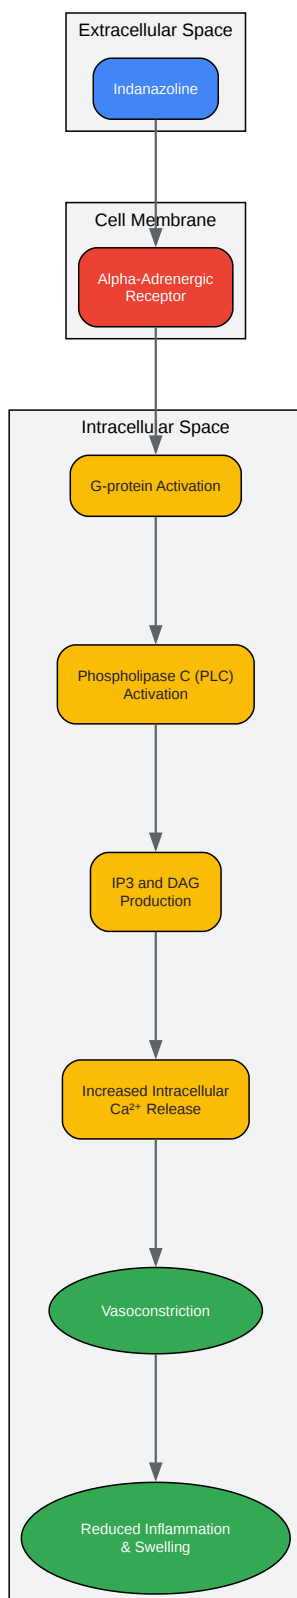 Extracellular Space
Indanazoline
Cell Membrane
Alpha-Adrenergic
Receptor
Intracellular Space
G-protein Activation
Phospholipase C (PLC)
Activation
IP3 and DAG
Production
Increased Intracellular
Ca²⁺ Release
Vasoconstriction
Reduced Inflammation
& Swelling